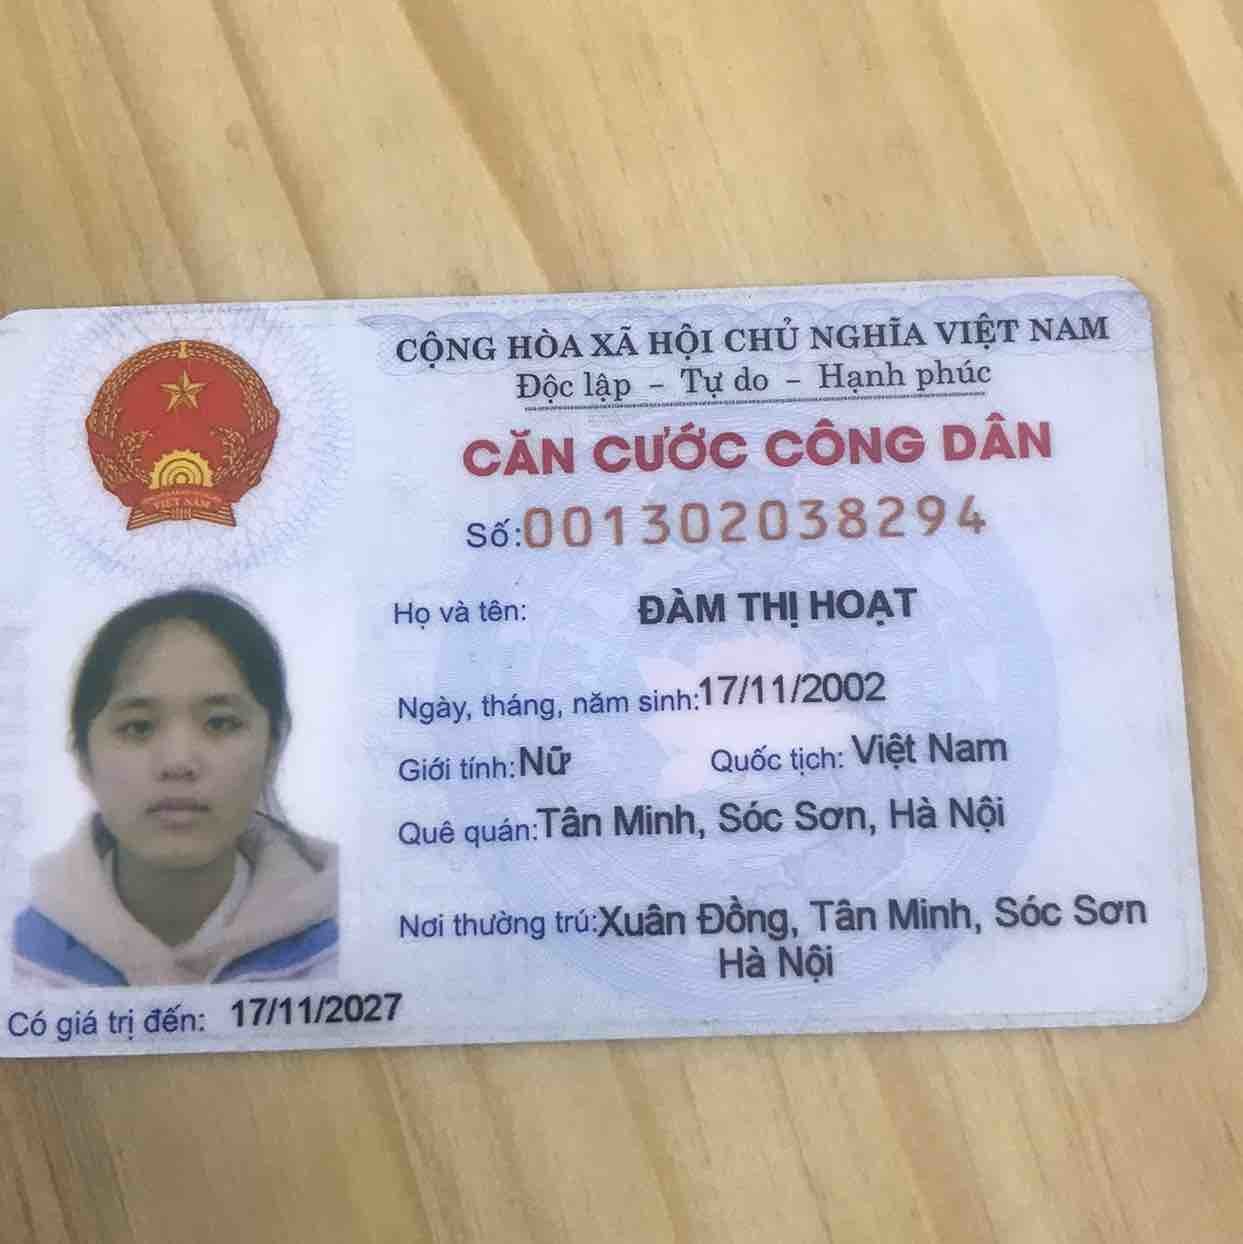 CỘNG HÒA XÃ HỘI CHỦ NGHĨA VIỆT NAM
Độc lập - Tự do - Hạnh phúc
CĂN CƯỚC CÔNG DÂN
Số:001302038294
Họ và tên: ĐÀM THỊ HOẠT
Ngày, tháng, năm sinh:17/11/2002
Giới tính:Nữ Quốc tịch: Việt Nam
Quê quán:Tân Minh, Sóc Sơn, Hà Nội
Nơi thường trú:Xuân Đồng, Tân Minh, Sóc Sơn
Hà Nội
Có giá trị đến: 17/11/2027
VIỆT NAM